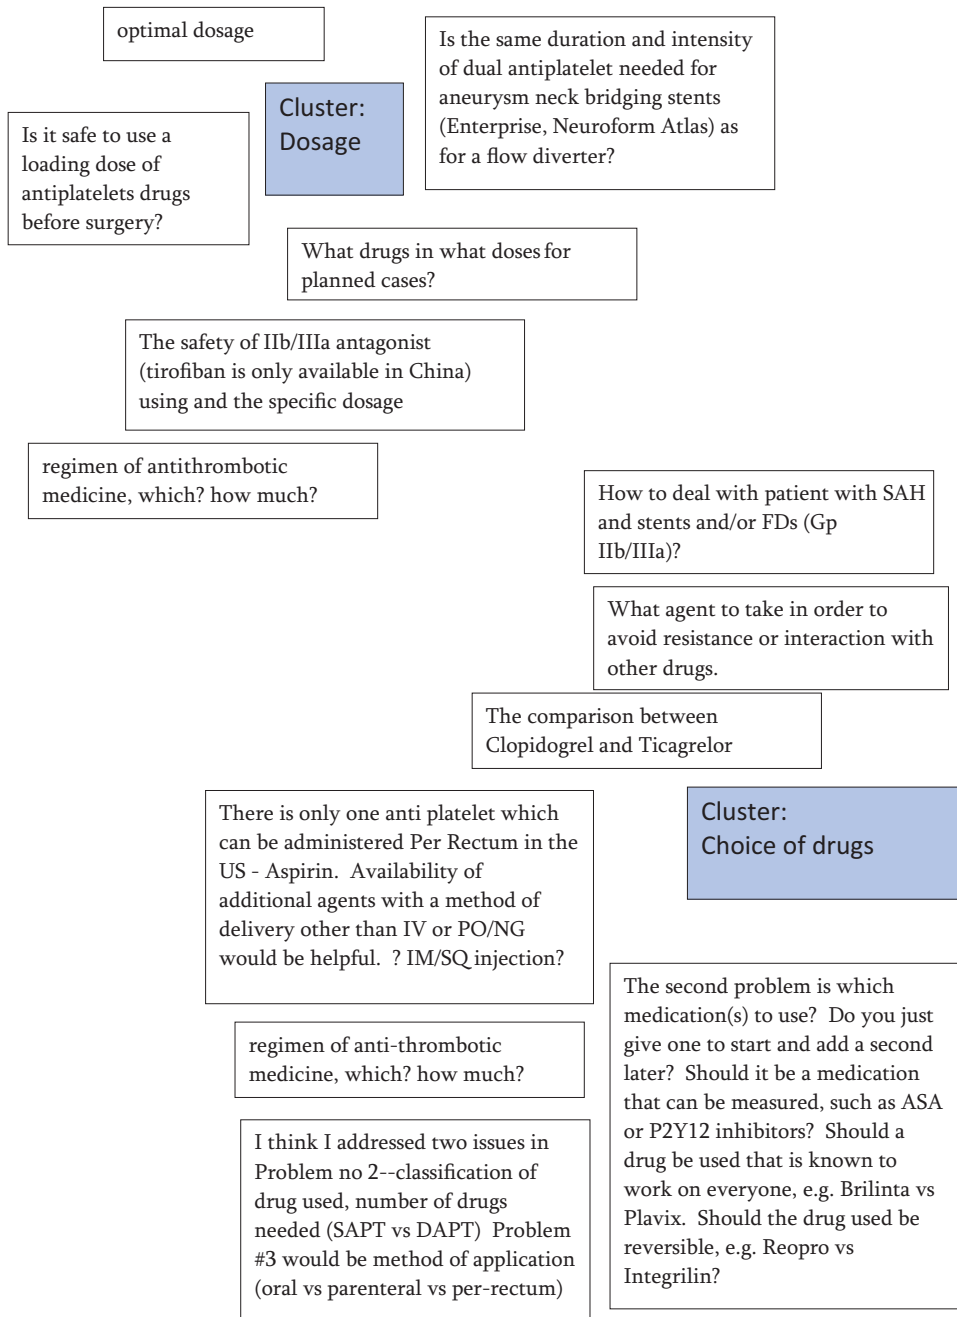 optimal dosage
Is the same duration and intensity
of dual antiplatelet needed for
aneurysm neck bridging stents
(Enterprise, Neuroform Atlas) as
for a flow diverter?
Cluster:
Dosage
Is it safe to use a
loading dose of
antiplatelets drugs
before surgery?
What drugs in what doses for
planned cases?
The safety of IIb/IIIa antagonist
(tirofiban is only available in China)
using and the specific dosage
regimen of antithrombotic
medicine, which? how much?
How to deal with patient with SAH
and stents and/or FDs (Gp
IIb/IIIa)?
What agent to take in order to
avoid resistance or interaction with
other drugs.
The comparison between
Clopidogrel and Ticagrelor
There is only one anti platelet which
can be administered Per Rectum in the
US - Aspirin.  Availability of
additional agents with a method of
delivery other than IV or PO/NG
would be helpful.  ? IM/SQ injection?
Cluster:
Choice of drugs
The second problem is which
medication(s) to use?  Do you just
give one to start and add a second
later?  Should it be a medication
that can be measured, such as ASA
or P2Y12 inhibitors?  Should a
drug be used that is known to
work on everyone, e.g. Brilinta vs
Plavix.  Should the drug used be
reversible, e.g. Reopro vs
Integrilin?
regimen of anti-thrombotic
medicine, which? how much?
I think I addressed two issues in
Problem no 2--classification of
drug used, number of drugs
needed (SAPT vs DAPT)  Problem
#3 would be method of application
(oral vs parenteral vs per-rectum)